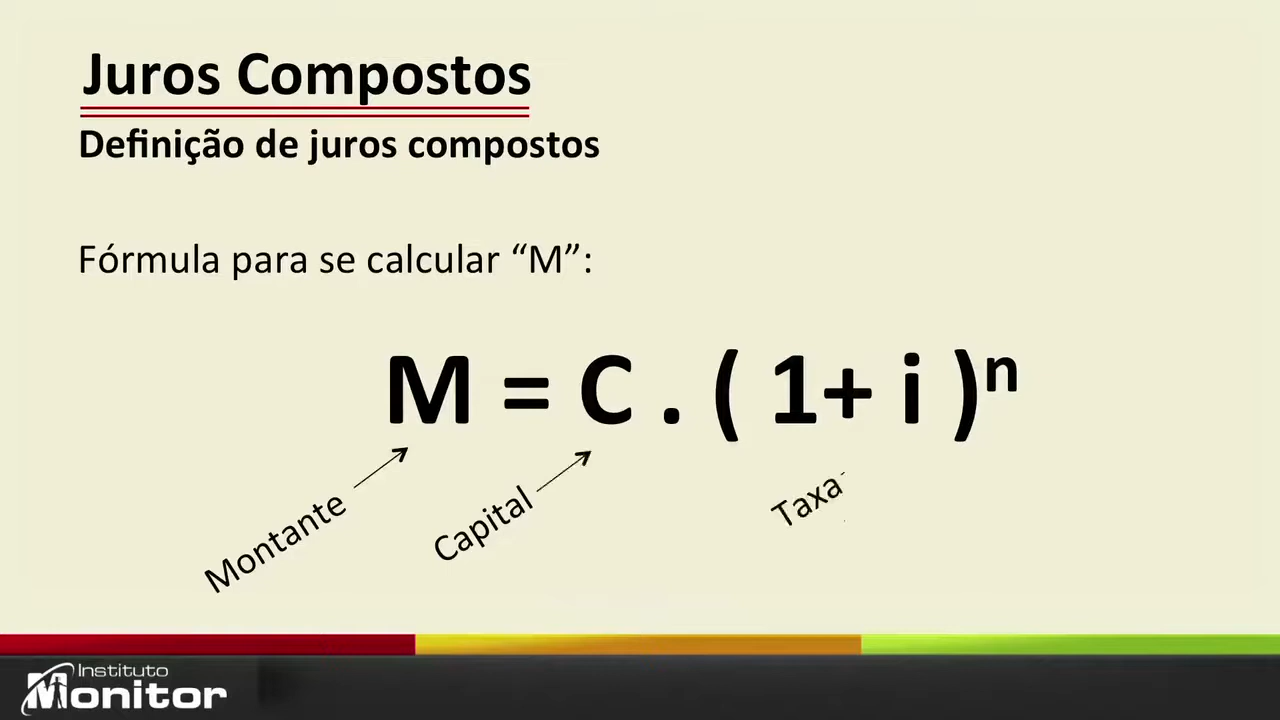 Juros Compostos
Definição de juros compostos
Fórmula para se calcular “M”:
M = C . ( 1+ i )ⁿ
Montante
Capital
Taxa
Instituto
Monitor